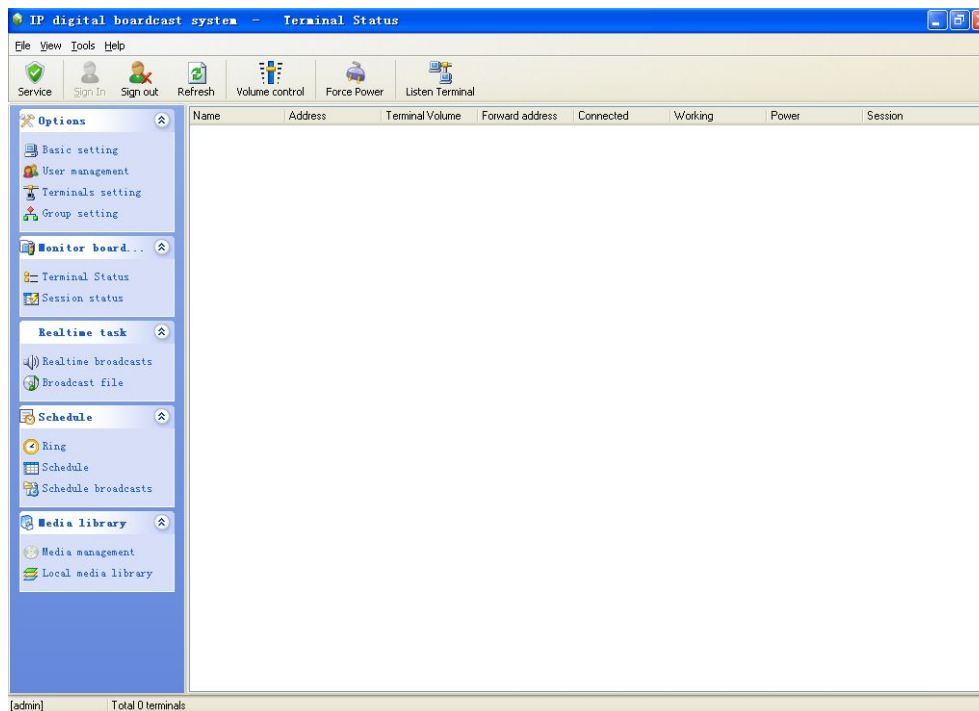 IP digital boardcast system - Terminal Status
File View Tools Help
Service Sign In Sign out Refresh Volume control Force Power Listen Terminal
Options
Basic setting
User management
Terminals setting
Group setting
Monitor board...
Terminal Status
Session status
Realtime task
Realtime broadcasts
Broadcast file
Schedule
Ring
Schedule
Schedule broadcasts
Media library
Media management
Local media library
Name Address Terminal Volume Forward address Connected Working Power Session
[admin] Total 0 terminals